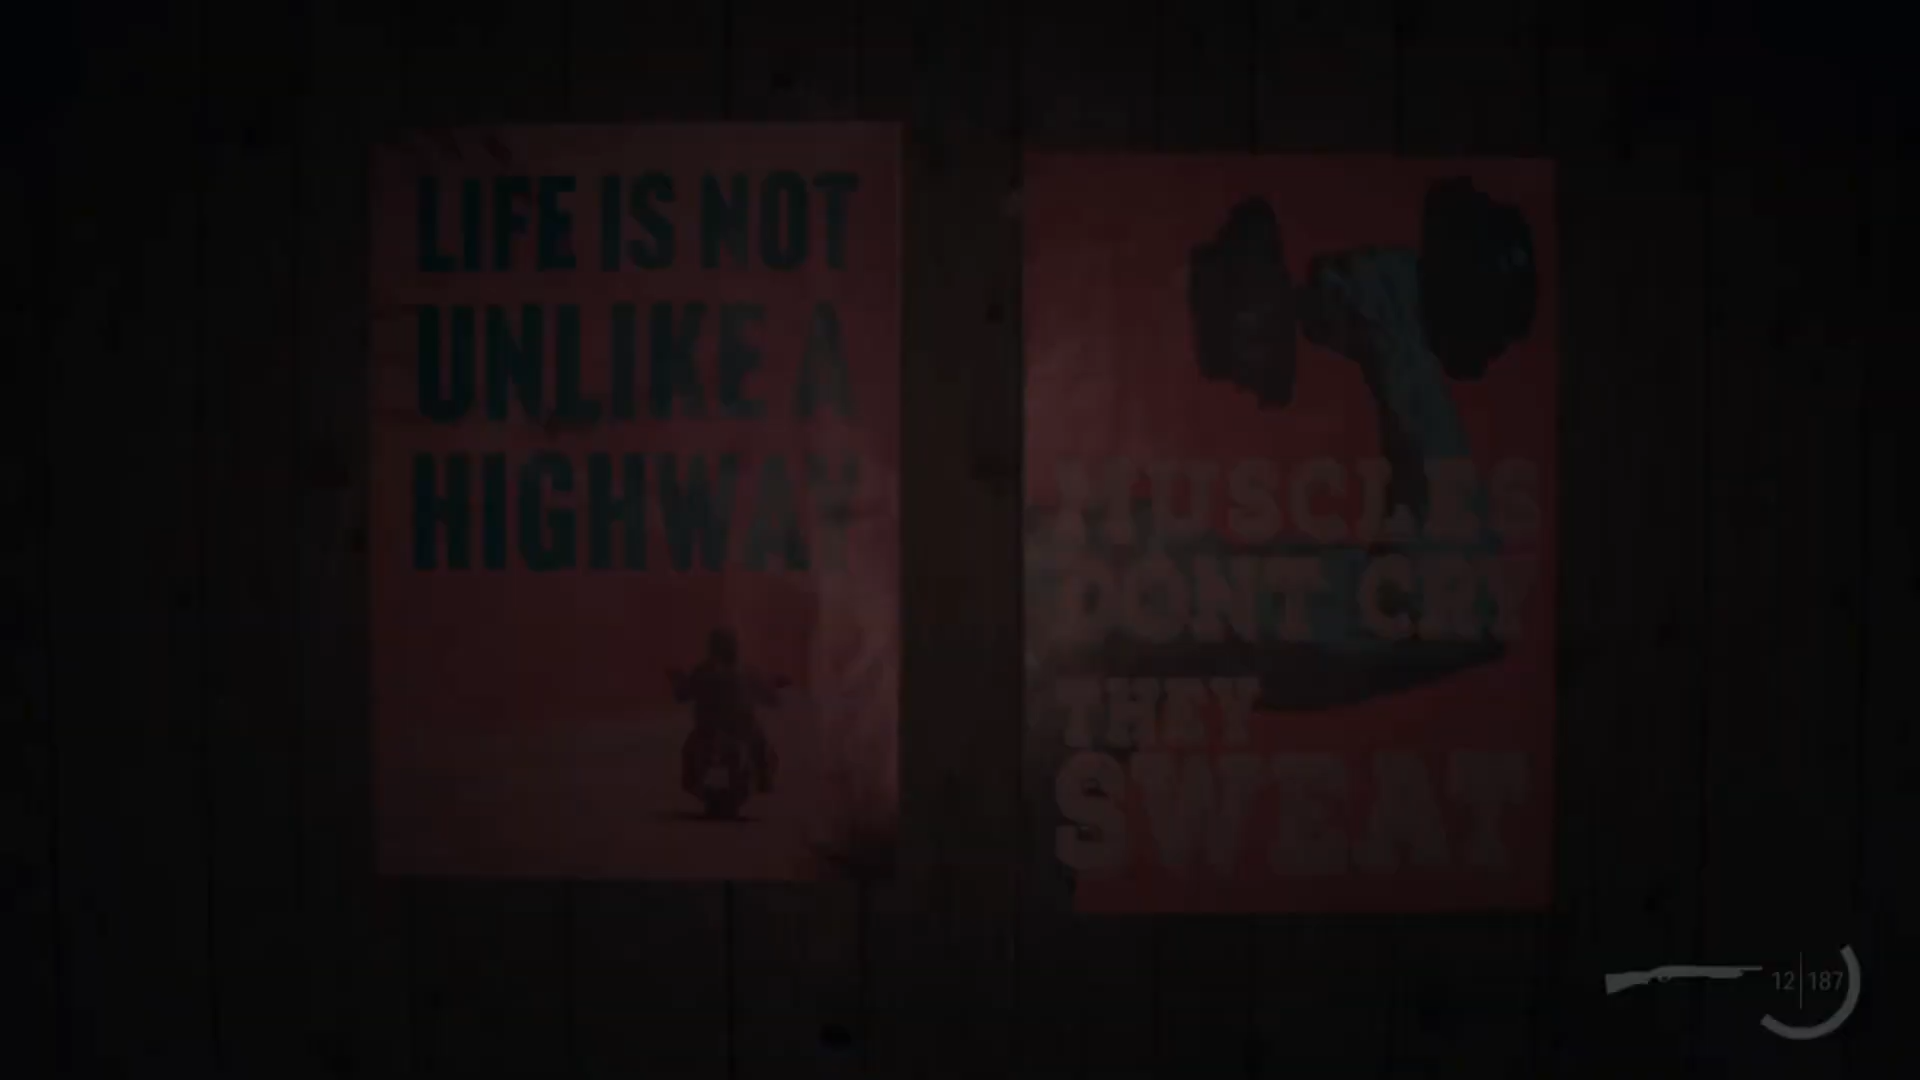 LIFE IS NOT
UNLIKE A
HIGHWAY
MUSCLES
DONT CRY
THEY
SWEAT
12 187